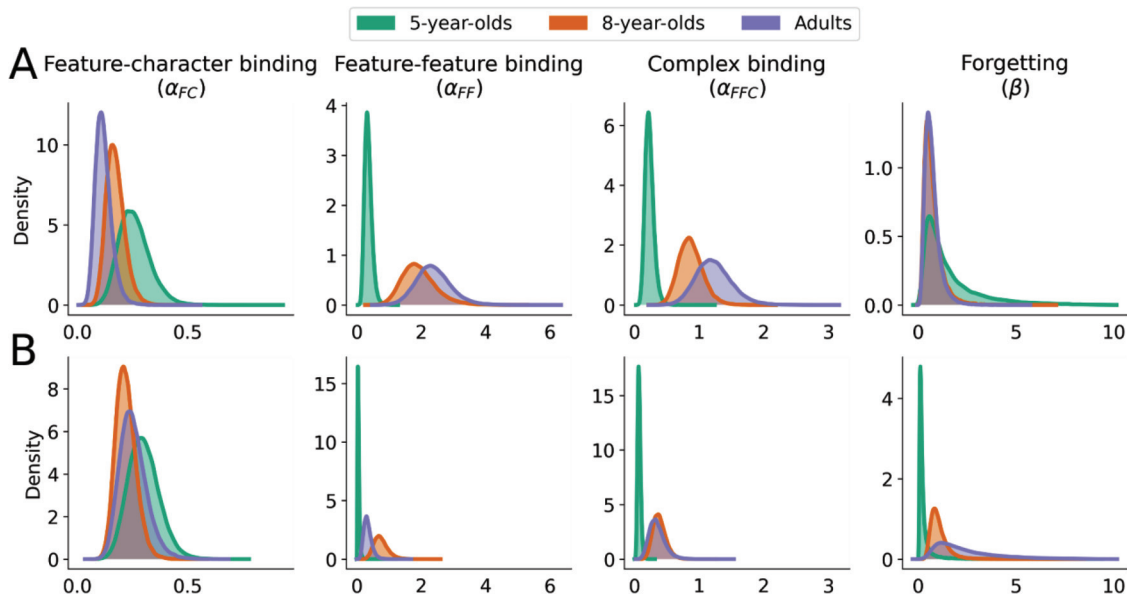 5-year-olds 8-year-olds Adults
A
Feature-character binding Feature-feature binding Complex binding Forgetting
(αFC) (αFF) (αFFC) (β)
Density
10
5
0
0.0 0.5
4
3
2
1
0
0 2 4 6
6
4
2
0
0 1 2 3
1.0
0.5
0.0
0 5 10
B
Density
8
6
4
2
0
0.0 0.5
15
10
5
0
0 2 4 6
15
10
5
0
0 1 2 3
4
2
0
0 5 10